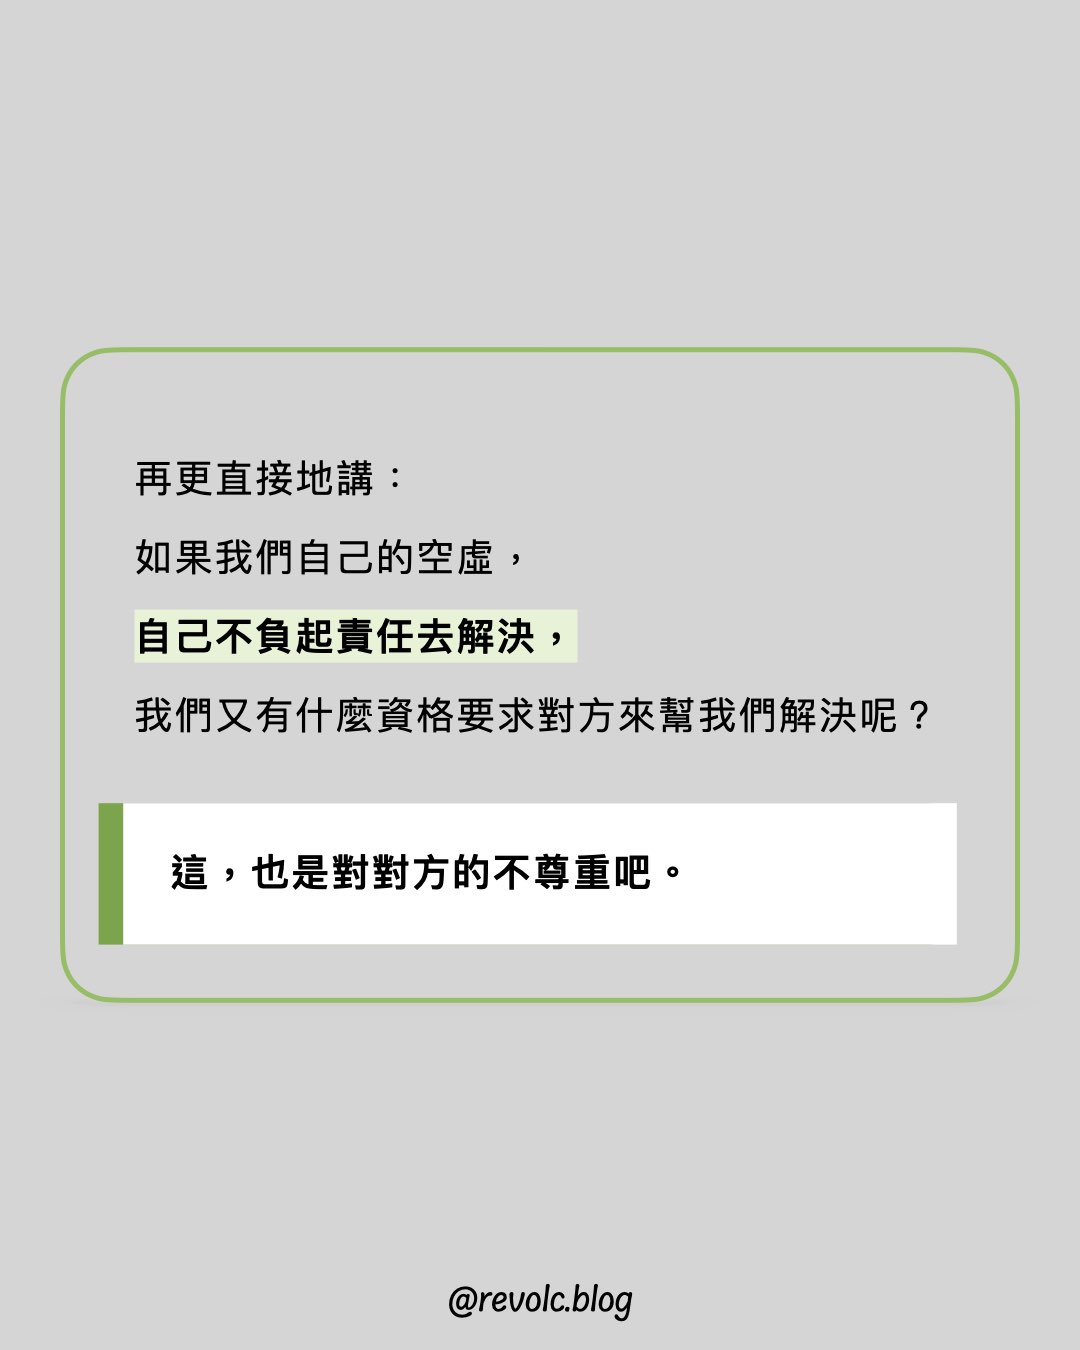 再更直接地講：
如果我們自己的空虛，
自己不負起責任去解決，
我們又有什麼資格要求對方來幫我們解決呢？
這，也是對對方的不尊重吧。
@revolc.blog